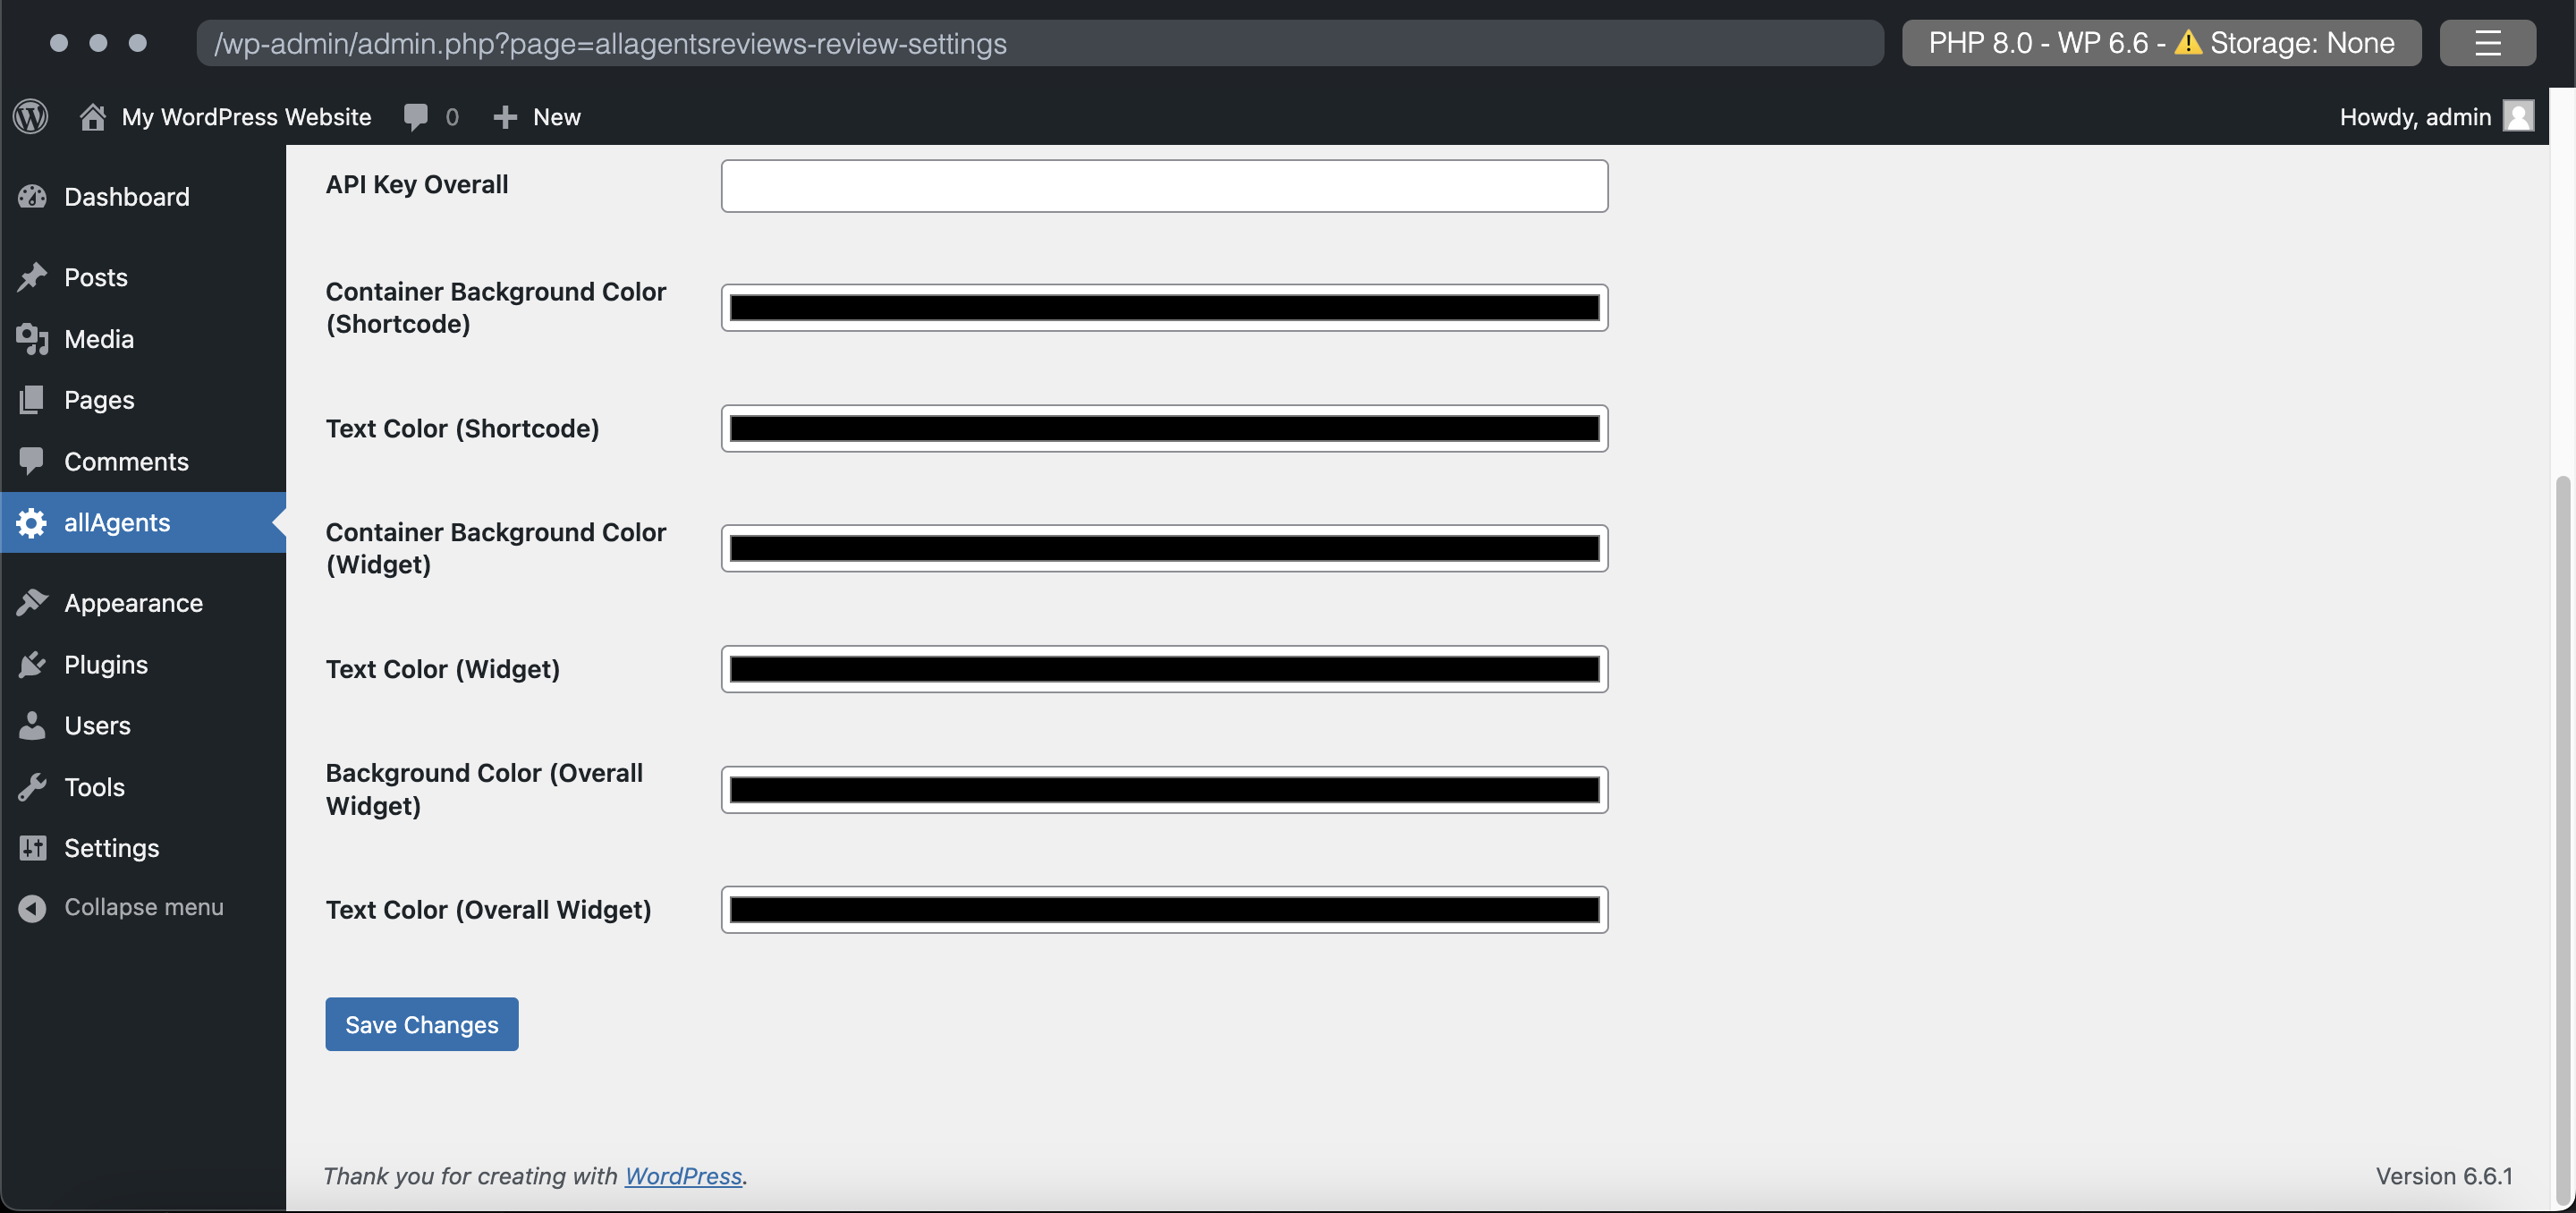 /wp-admin/admin.php?page=allagentsreviews-review-settings
PHP 8.0 - WP 6.6 - ⚠️ Storage: None
My WordPress Website
0
New
Howdy, admin
Dashboard
Posts
Media
Pages
Comments
allAgents
Appearance
Plugins
Users
Tools
Settings
Collapse menu
API Key Overall
Container Background Color
(Shortcode)
Text Color (Shortcode)
Container Background Color
(Widget)
Text Color (Widget)
Background Color (Overall
Widget)
Text Color (Overall Widget)
Save Changes
Thank you for creating with WordPress.
Version 6.6.1